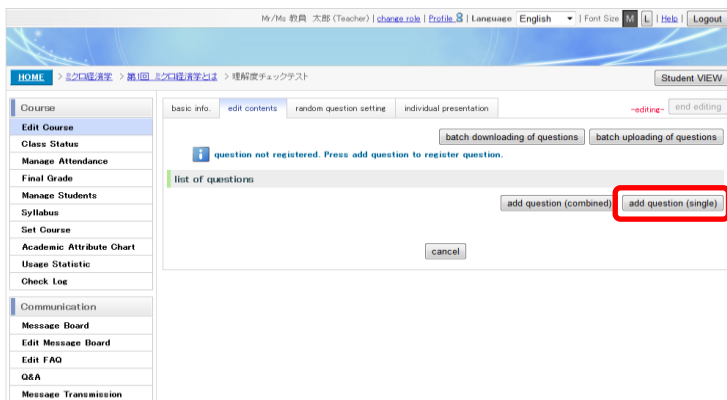 Mr/Ms 教員 太郎 (Teacher) | change role | Profile | Language English | Font Size M L | Help | Logout
HOME > ミクロ経済学 > 第1回 ミクロ経済学とは > 理解度チェックテスト Student VIEW
Course
Edit Course
Class Status
Manage Attendance
Final Grade
Manage Students
Syllabus
Set Course
Academic Attribute Chart
Usage Statistic
Check Log
Communication
Message Board
Edit Message Board
Edit FAQ
Q&A
Message Transmission
basic info. edit contents random question setting individual presentation -editing- end editing
batch downloading of questions batch uploading of questions
question not registered. Press add question to register question.
list of questions
add question (combined) add question (single)
cancel